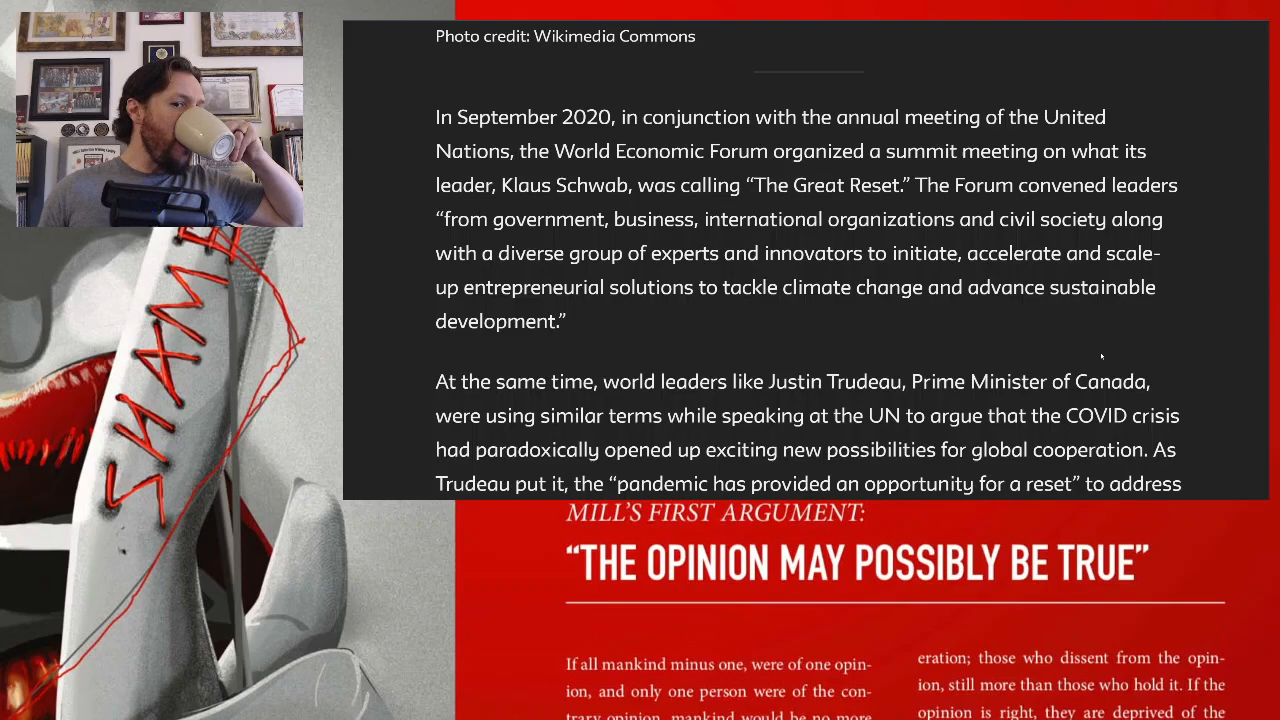 Photo credit: Wikimedia Commons
In September 2020, in conjunction with the annual meeting of the United
Nations, the World Economic Forum organized a summit meeting on what its
leader, Klaus Schwab, was calling “The Great Reset.” The Forum convened leaders
“from government, business, international organizations and civil society along
with a diverse group of experts and innovators to initiate, accelerate and scale-
up entrepreneurial solutions to tackle climate change and advance sustainable
development.”
At the same time, world leaders like Justin Trudeau, Prime Minister of Canada,
were using similar terms while speaking at the UN to argue that the COVID crisis
had paradoxically opened up exciting new possibilities for global cooperation. As
Trudeau put it, the “pandemic has provided an opportunity for a reset” to address
SHAME
MILL’S FIRST ARGUMENT:
“THE OPINION MAY POSSIBLY BE TRUE”
If all mankind minus one, were of one opin-
ion, and only one person were of the con-
trary opinion, mankind would be no more
eration; those who dissent from the opin-
ion, still more than those who hold it. If the
opinion is right, they are deprived of the